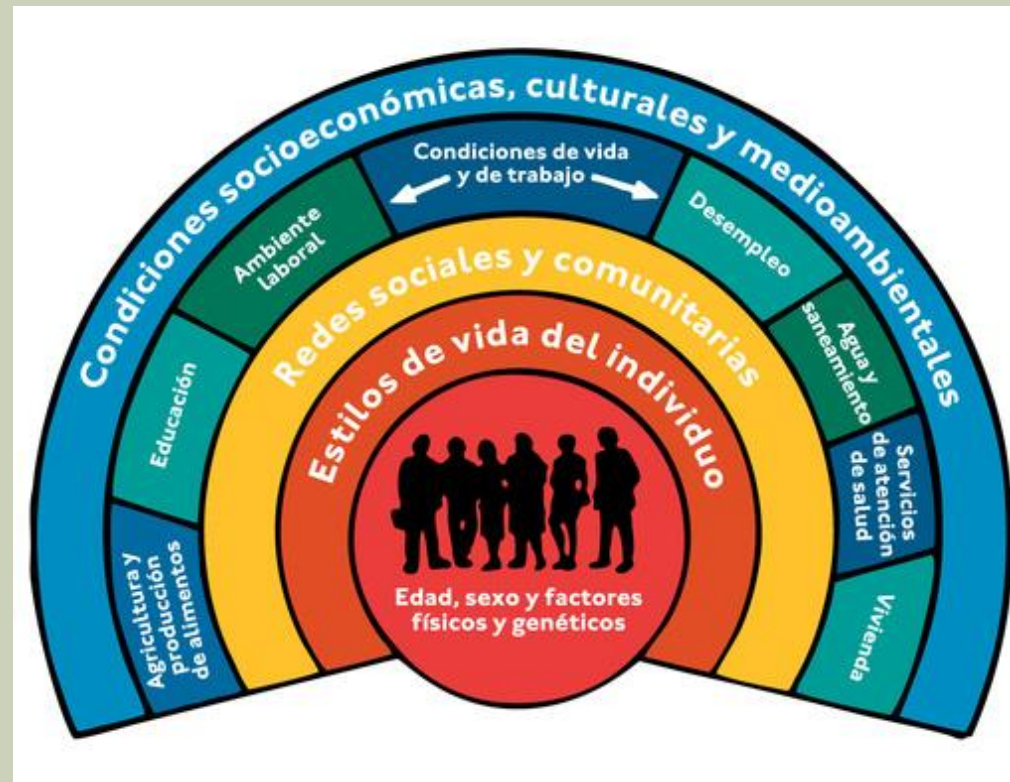 Condiciones socioeconómicas, culturales y medioambientales
Condiciones de vida
y de trabajo
Agricultura y
producción
de alimentos
Educación
Ambiente
laboral
Desempleo
Agua y
saneamiento
Servicios
de atención
de salud
Vivienda
Redes sociales y comunitarias
Estilos de vida del individuo
Edad, sexo y factores
físicos y genéticos